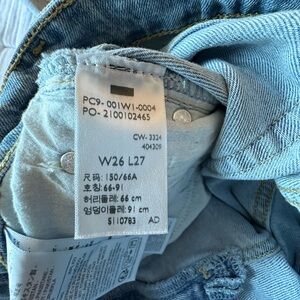 PC9- 001W1-0004
PO- 2100102465
CW- 3324
404309
W26 L27
尺码: 150/66A
호칭: 66-91
허리둘레= 66 cm
엉덩이둘레= 91 cm
S110783 AD